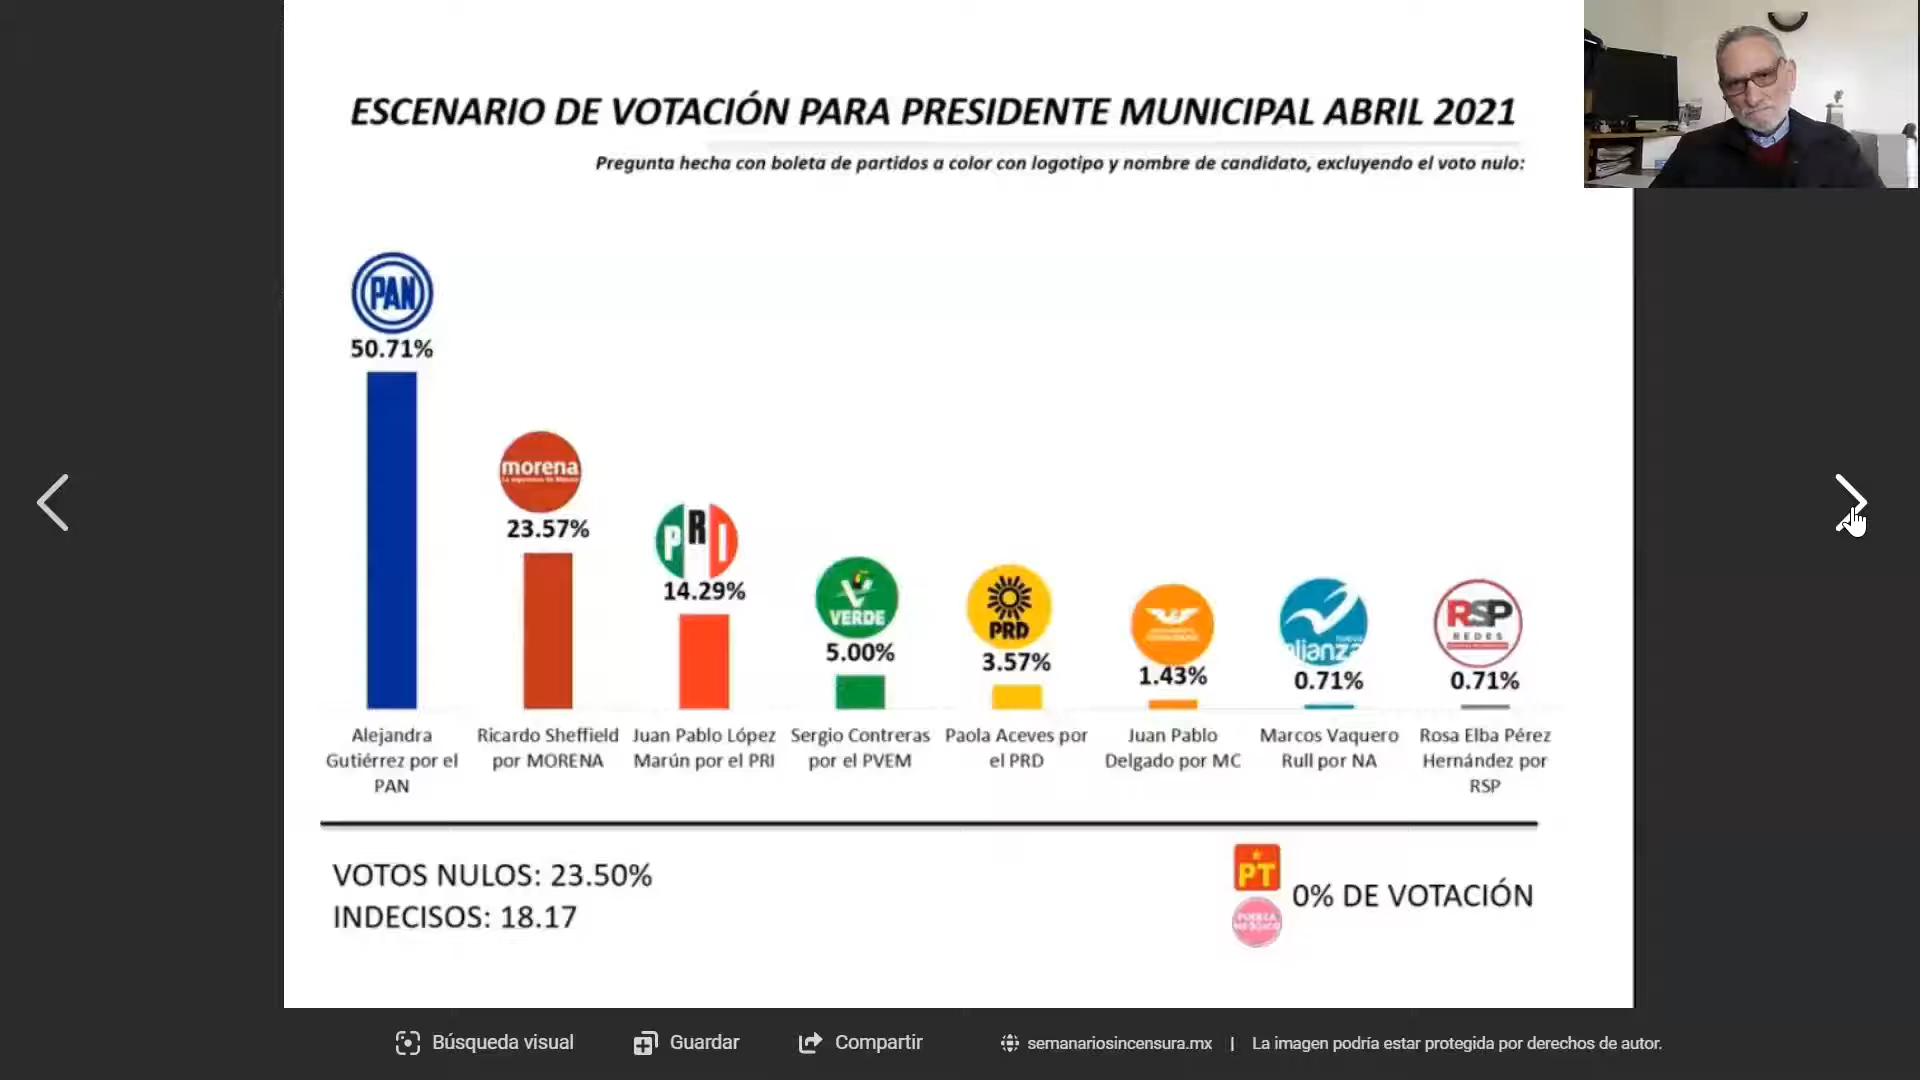 ESCENARIO DE VOTACIÓN PARA PRESIDENTE MUNICIPAL ABRIL 2021
Pregunta hecha con boleta de partidos a color con logotipo y nombre de candidato, excluyendo el voto nulo:
PAN
50.71%
morena
23.57%
PRI
14.29%
VERDE
5.00%
PRD
3.57%
1.43%
alianza
0.71%
RSP
REDES
0.71%
Alejandra
Gutiérrez por el
PAN
Ricardo Sheffield
por MORENA
Juan Pablo López
Marún por el PRI
Sergio Contreras
por el PVEM
Paola Aceves por
el PRD
Juan Pablo
Delgado por MC
Marcos Vaquero
Rull por NA
Rosa Elba Pérez
Hernández por
RSP
VOTOS NULOS: 23.50%
INDECISOS: 18.17
PT
0% DE VOTACIÓN
Búsqueda visual
Guardar
Compartir
semanariosincensura.mx | La imagen podría estar protegida por derechos de autor.